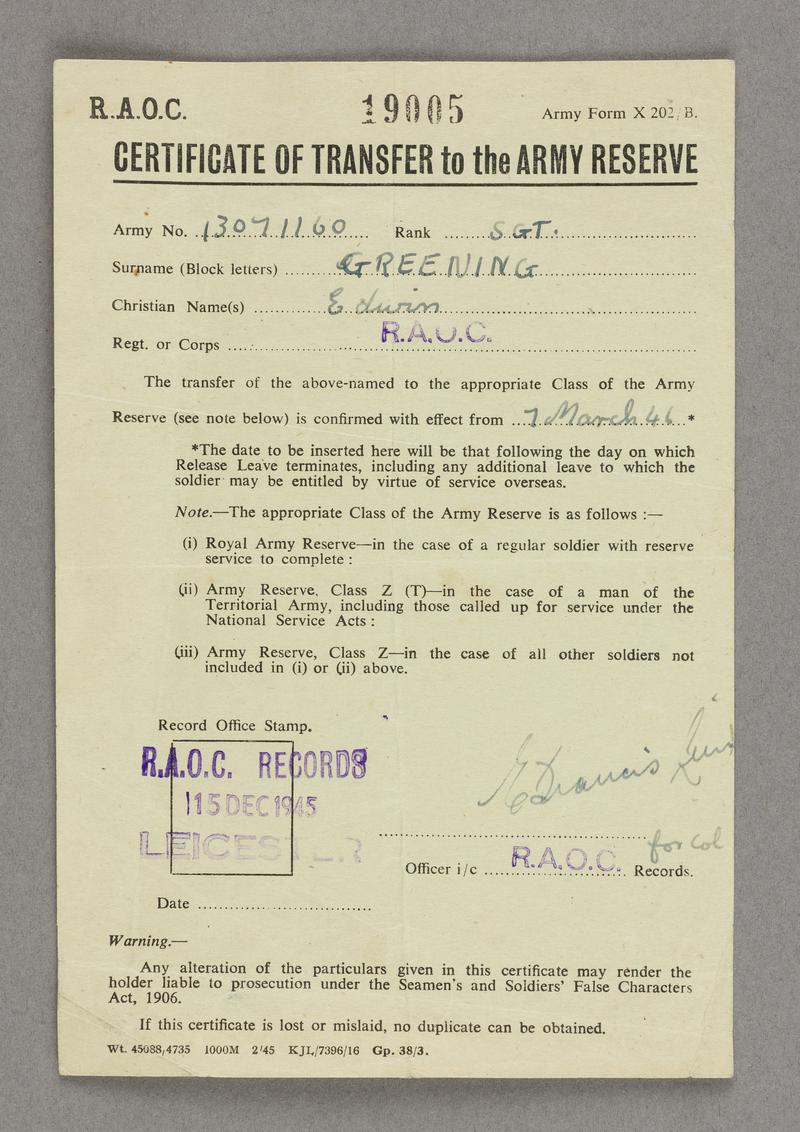 R.A.O.C. 19005 Army Form X 202/B.
CERTIFICATE OF TRANSFER to the ARMY RESERVE
Army No. 13071160 Rank SGT.
Surname (Block letters) GREENING
Christian Name(s) Edwin
Regt. or Corps R.A.O.C.
The transfer of the above-named to the appropriate Class of the Army
Reserve (see note below) is confirmed with effect from 7 March 46 *
*The date to be inserted here will be that following the day on which
Release Leave terminates, including any additional leave to which the
soldier may be entitled by virtue of service overseas.
Note.—The appropriate Class of the Army Reserve is as follows :—
(i) Royal Army Reserve—in the case of a regular soldier with reserve
service to complete :
(ii) Army Reserve, Class Z (T)—in the case of a man of the
Territorial Army, including those called up for service under the
National Service Acts :
(iii) Army Reserve, Class Z—in the case of all other soldiers not
included in (i) or (ii) above.
Record Office Stamp.
R.A.O.C. RECORDS
15 DEC 1945
LEICESTER
Francis
for Col
Officer i/c R.A.O.C. Records.
Date
Warning.—
Any alteration of the particulars given in this certificate may render the
holder liable to prosecution under the Seamen's and Soldiers' False Characters
Act, 1906.
If this certificate is lost or mislaid, no duplicate can be obtained.
Wt. 45088/4735 1000M 2/45 KJL/7396/16 Gp. 38/3.